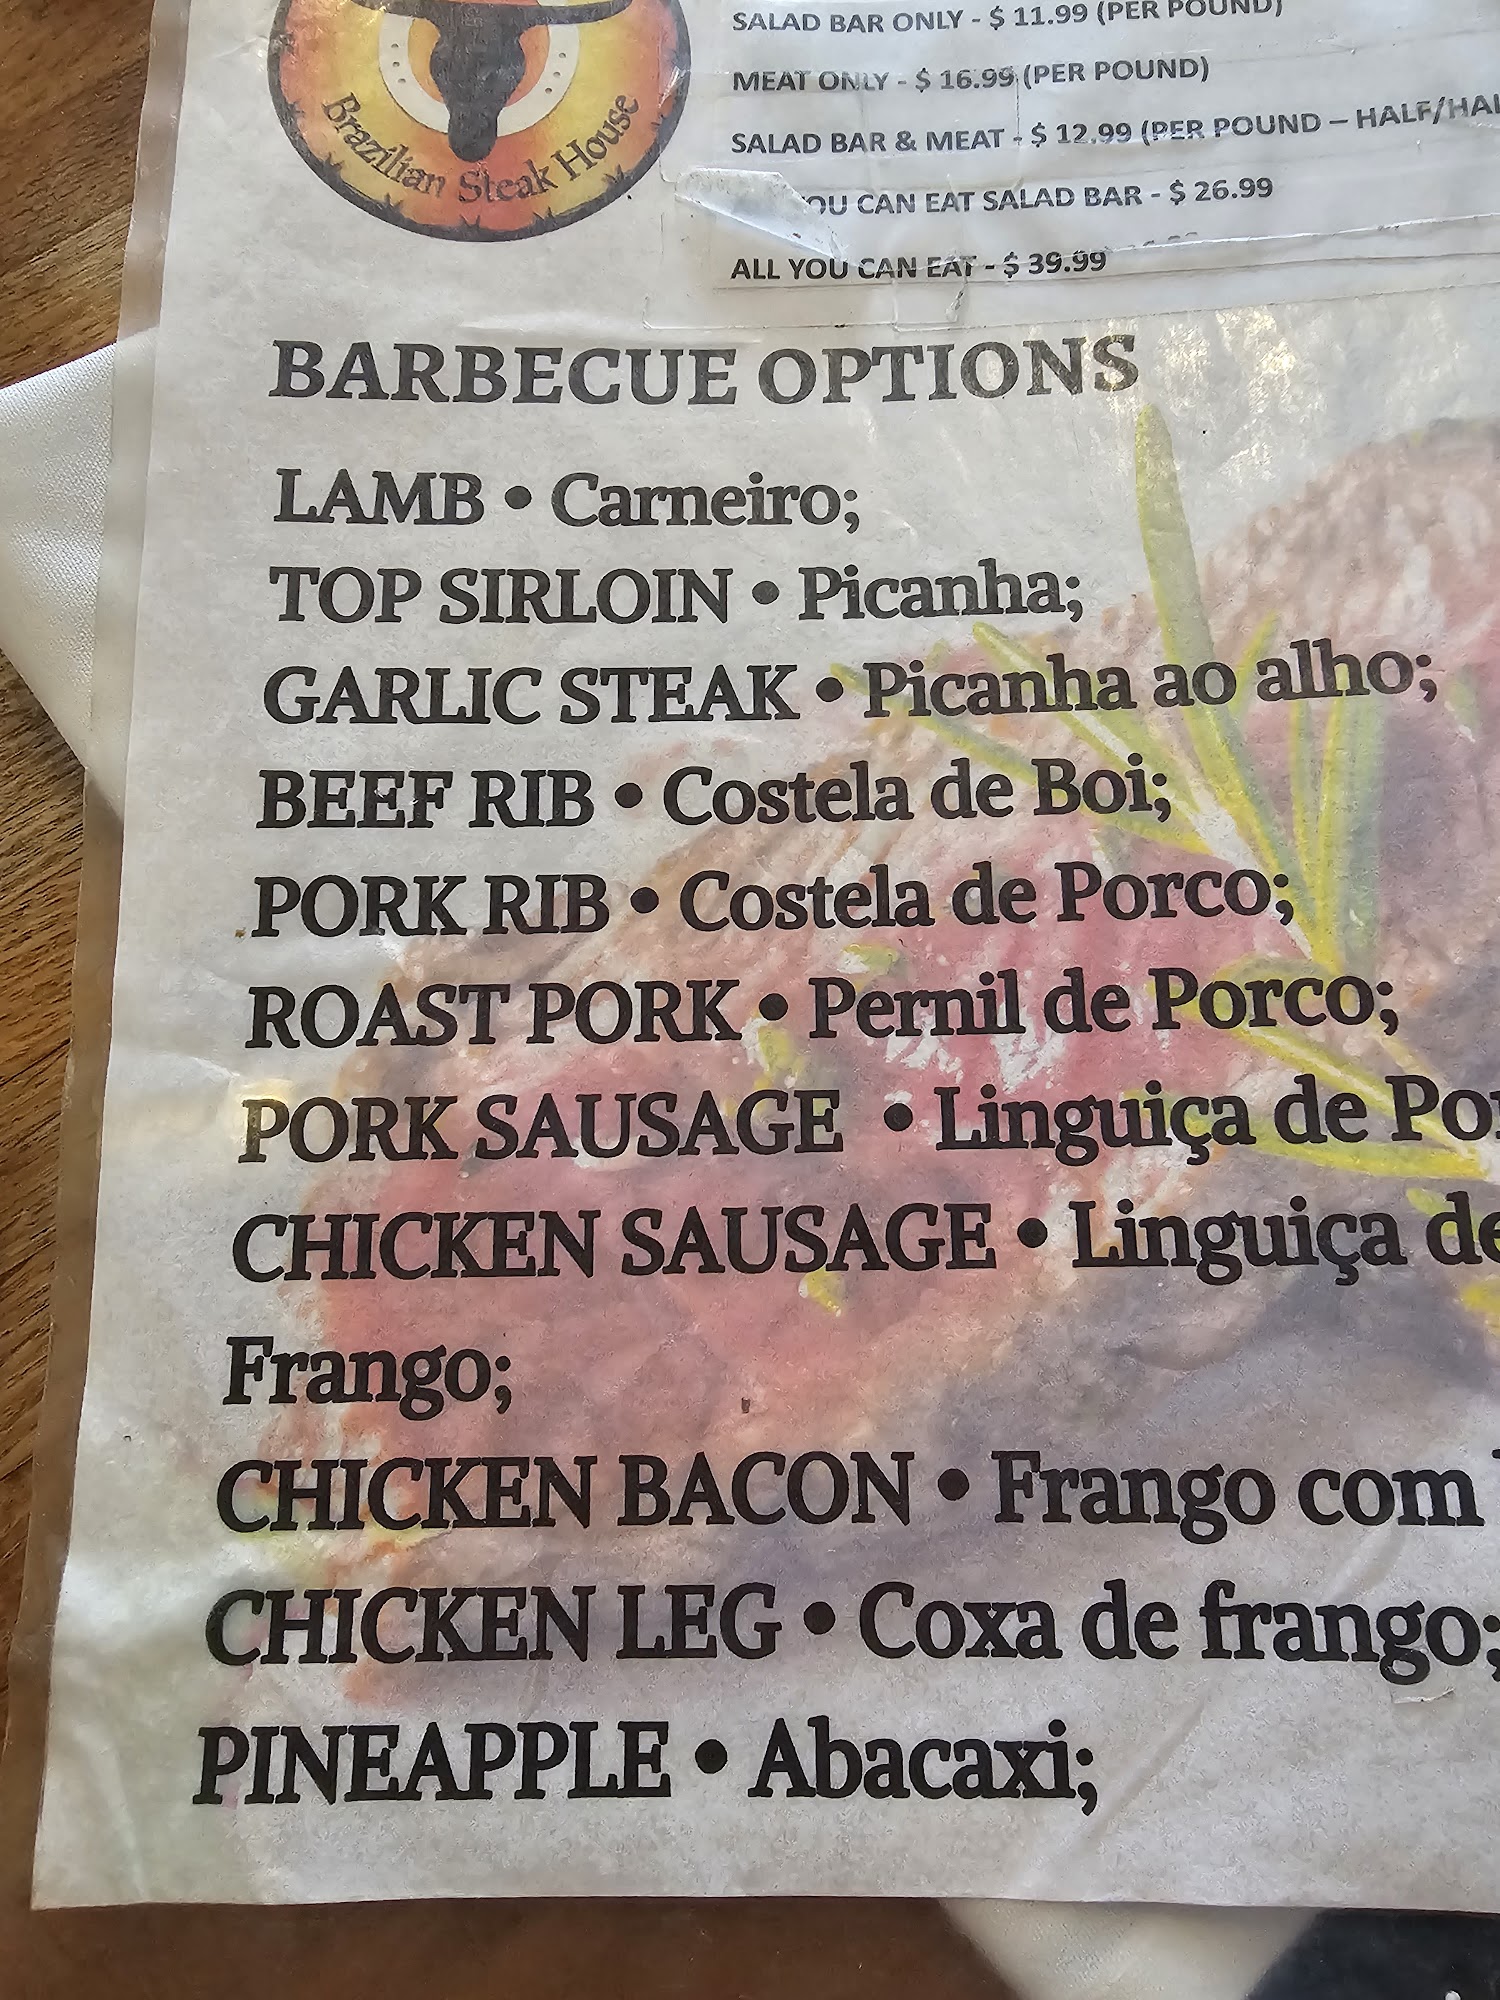 Brazilian Steak House
SALAD BAR ONLY - $ 11.99 (PER POUND)
MEAT ONLY - $ 16.99 (PER POUND)
SALAD BAR & MEAT - $ 12.99 (PER POUND – HALF/HAL
OU CAN EAT SALAD BAR - $ 26.99
ALL YOU CAN EAT - $ 39.99
BARBECUE OPTIONS
LAMB • Carneiro;
TOP SIRLOIN • Picanha;
GARLIC STEAK • Picanha ao alho;
BEEF RIB • Costela de Boi;
PORK RIB • Costela de Porco;
ROAST PORK • Pernil de Porco;
PORK SAUSAGE • Linguiça de Po
CHICKEN SAUSAGE • Linguiça de
Frango;
CHICKEN BACON • Frango com
CHICKEN LEG • Coxa de frango;
PINEAPPLE • Abacaxi;